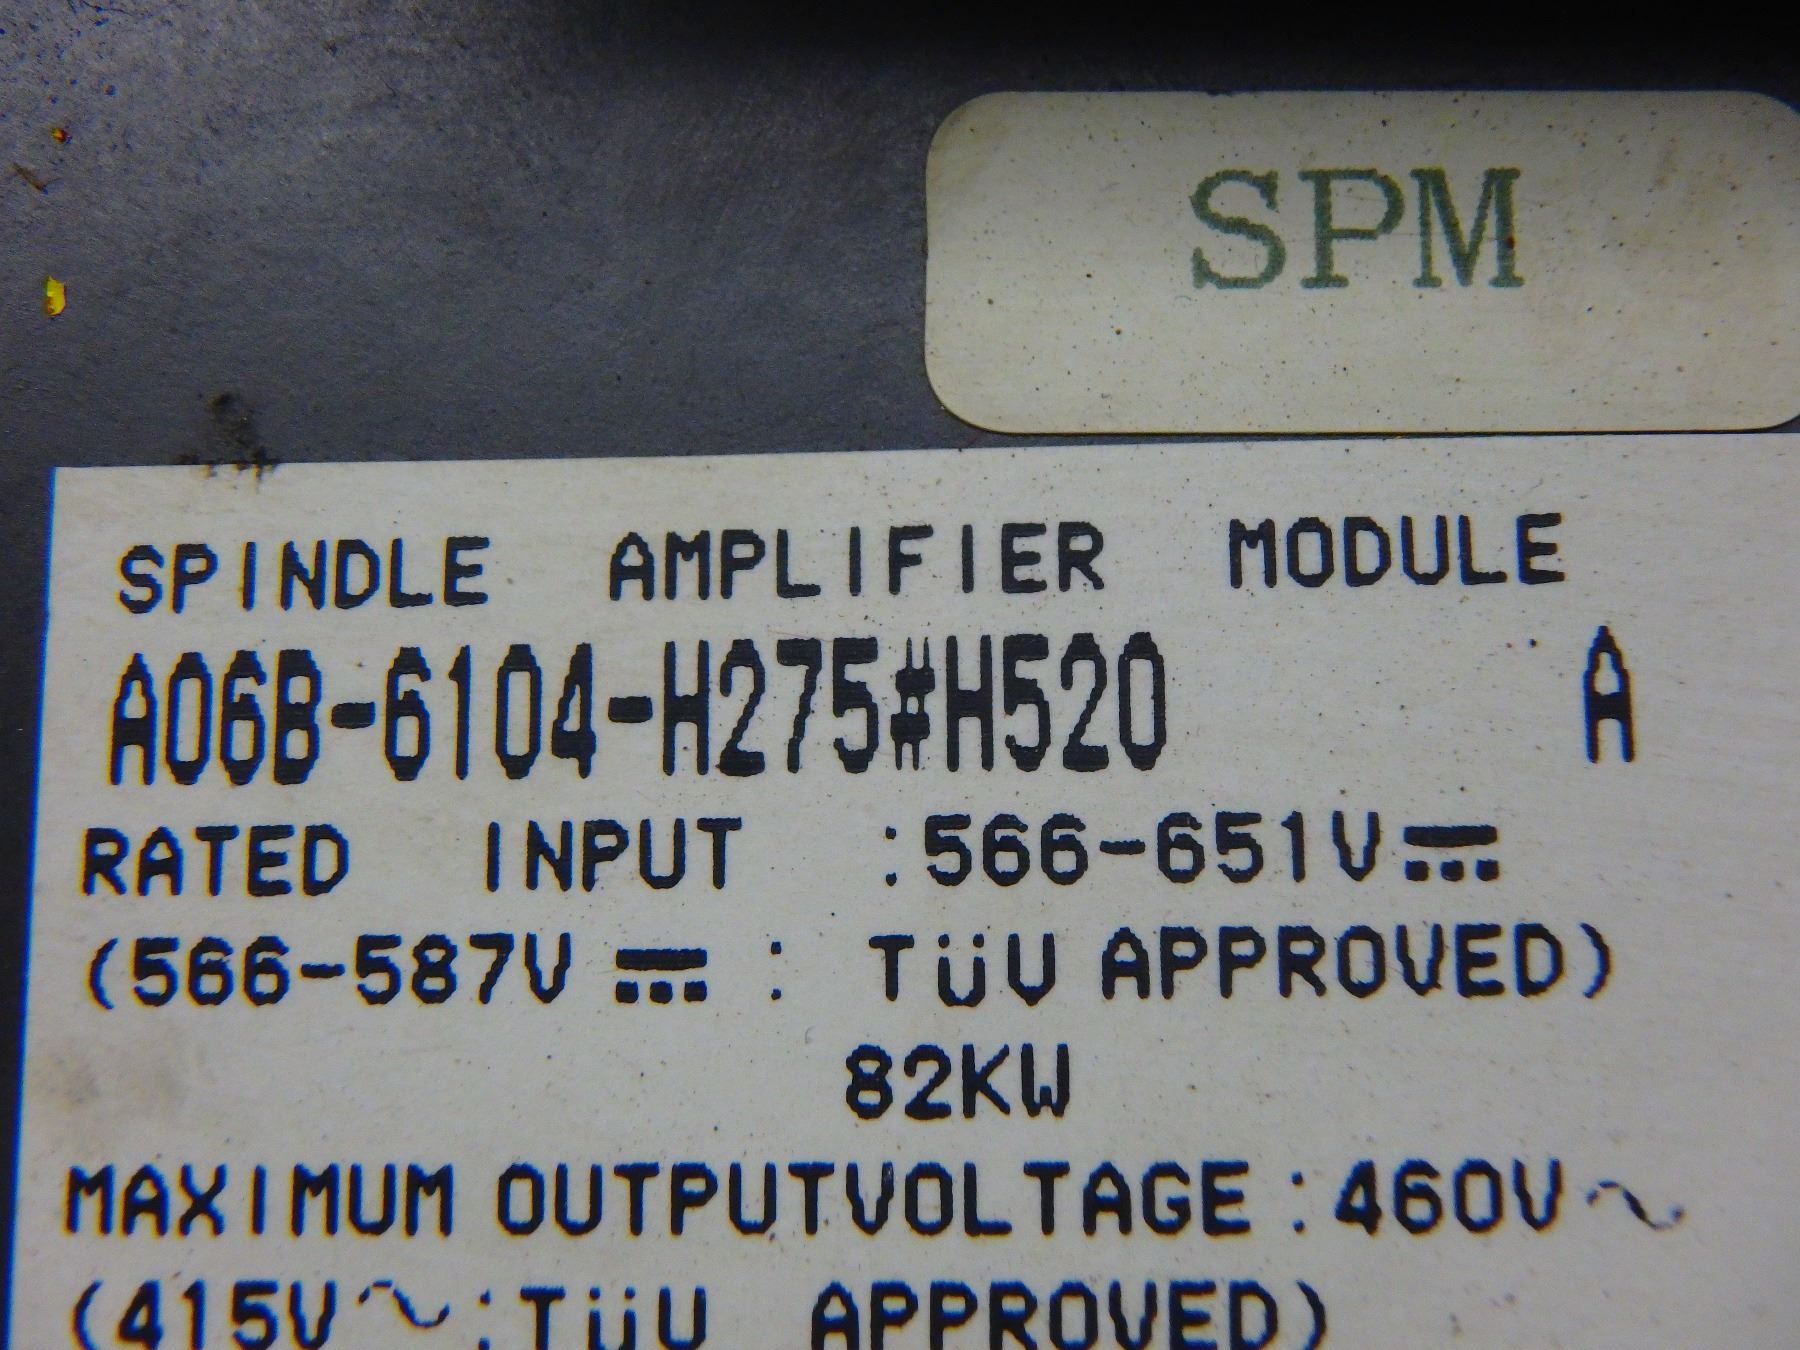 SPM
SPINDLE AMPLIFIER MODULE
A06B-6104-H275#H520 A
RATED INPUT :566-651V⎓
(566-587V ⎓ : TüV APPROVED)
82KW
MAXIMUM OUTPUTVOLTAGE:460V~
(415V~:TüV APPROVED)